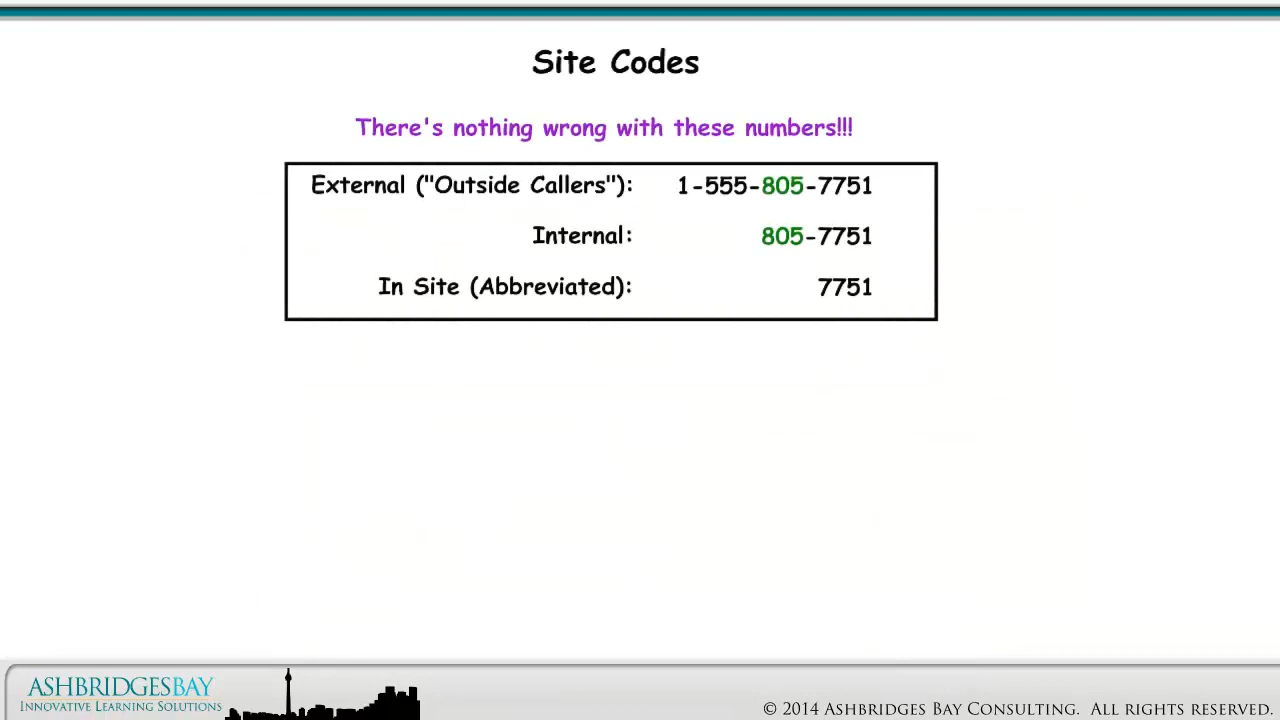 Site Codes
There's nothing wrong with these numbers!!!
External ("Outside Callers"): 1-555-805-7751
Internal: 805-7751
In Site (Abbreviated): 7751
ASHBRIDGESBAY
INNOVATIVE LEARNING SOLUTIONS
© 2014 ASHBRIDGES BAY CONSULTING. ALL RIGHTS RESERVED.